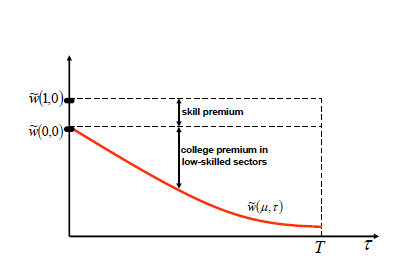 w̃(1,0)
skill premium
w̃(0,0)
college premium in
low-skilled sectors
w̃(μ,τ)
T
τ